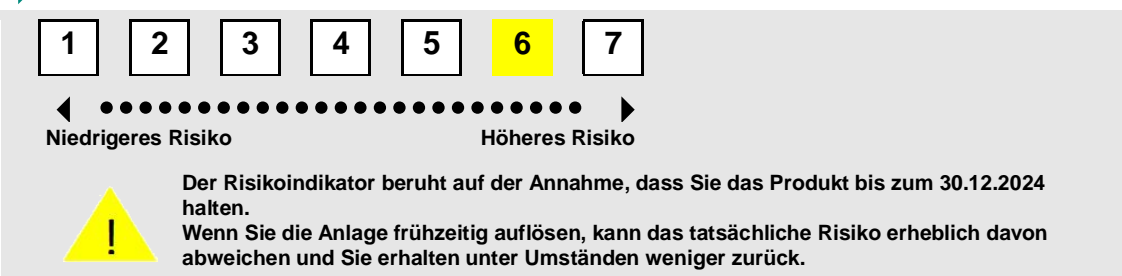 1 2 3 4 5 6 7
Niedrigeres Risiko Höheres Risiko
Der Risikoindikator beruht auf der Annahme, dass Sie das Produkt bis zum 30.12.2024
halten.
Wenn Sie die Anlage frühzeitig auflösen, kann das tatsächliche Risiko erheblich davon
abweichen und Sie erhalten unter Umständen weniger zurück.
!